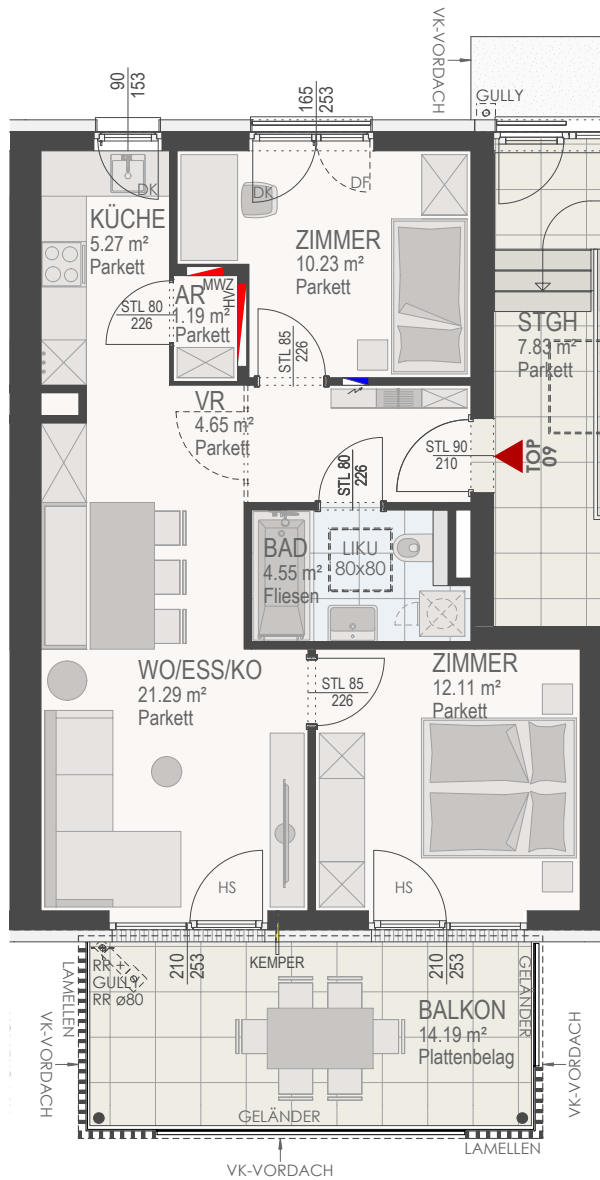 VK-VORDACH
90
153
165
253
GULLY
DK
DK
DF
KÜCHE
5.27 m²
Parkett
ZIMMER
10.23 m²
Parkett
MWZ
HVZ
AR
1.19 m²
Parkett
STL 80
226
STL 85
226
STGH
7.83 m²
Parkett
VR
4.65 m²
Parkett
STL 90
210
TOP
09
STL 80
226
BAD
4.55 m²
Fliesen
LIKU
80x80
WO/ESS/KO
21.29 m²
Parkett
STL 85
226
ZIMMER
12.11 m²
Parkett
HS
HS
210
253
KEMPER
210
253
RR +
GULLY
RR ø80
LAMELLEN
GELÄNDER
BALKON
14.19 m²
Plattenbelag
VK-VORDACH
VK-VORDACH
GELÄNDER
LAMELLEN
VK-VORDACH